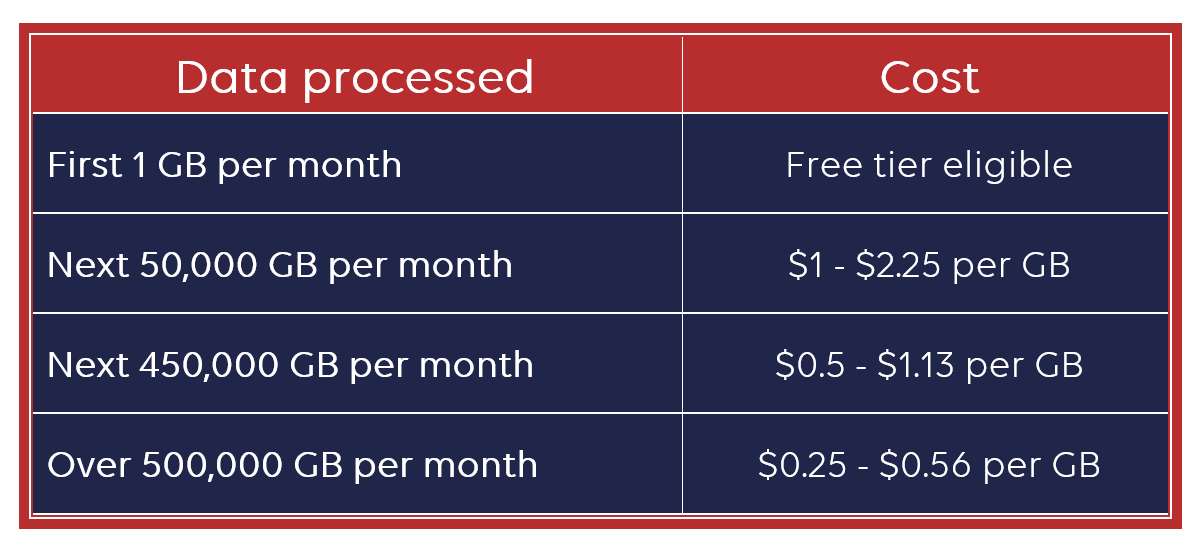 Data processed Cost
First 1 GB per month Free tier eligible
Next 50,000 GB per month $1 - $2.25 per GB
Next 450,000 GB per month $0.5 - $1.13 per GB
Over 500,000 GB per month $0.25 - $0.56 per GB